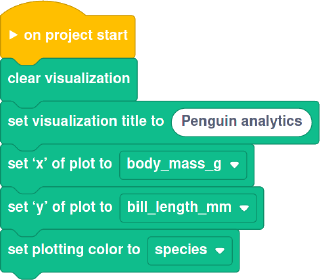 on project start
clear visualization
set visualization title to Penguin analytics
set ‘x’ of plot to body_mass_g
set ‘y’ of plot to bill_length_mm
set plotting color to species